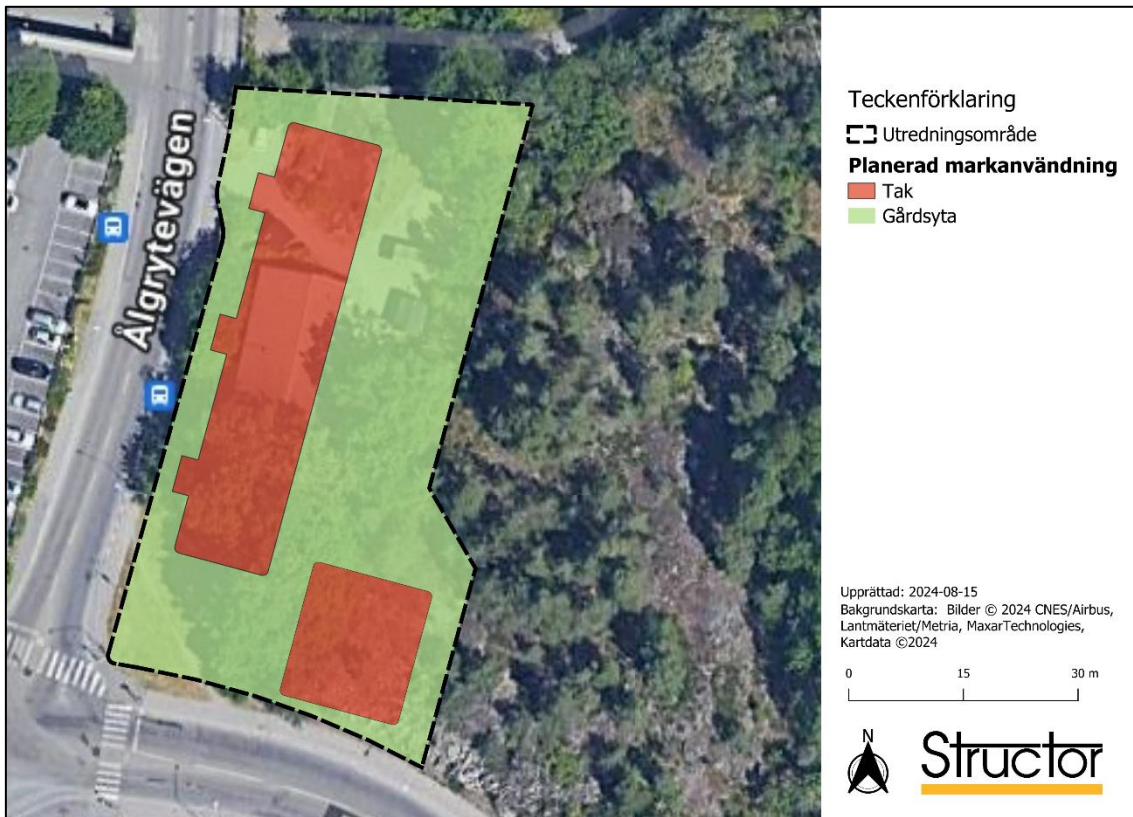 Ålgrytevägen
Teckenförklaring
Utredningsområde
Planerad markanvändning
Tak
Gårdsyta
Upprättad: 2024-08-15
Bakgrundskarta: Bilder © 2024 CNES/Airbus,
Lantmäteriet/Metria, MaxarTechnologies,
Kartdata ©2024
0 15 30 m
N
Structor